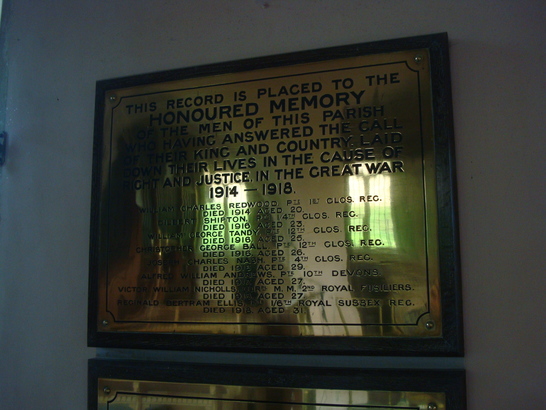 THIS RECORD IS PLACED TO THE
HONOURED MEMORY
OF THE MEN OF THIS PARISH
WHO HAVING ANSWERED THE CALL
OF THEIR KING AND COUNTRY, LAID
DOWN THEIR LIVES IN THE CAUSE OF
RIGHT AND JUSTICE, IN THE GREAT WAR
1914 — 1918.
WILLIAM CHARLES REDWOOD PTE 1ST GLOS. REG.
DIED 1914 AGED 20.
GILBERT SHIPTON, 14TH GLOS. REG.
DIED 1916 AGED 23.
WILLIAM GEORGE TANDY 12TH GLOS. REG.
DIED 1916 AGED 25.
CHRISTOPHER GEORGE BALL, PTE 12TH GLOS. REG.
DIED 1916. AGED 26.
CHARLES NASH, PTE 4TH GLOS. REG.
DIED AGED 29.
ALFRED WILLIAM ANDREWS, PTE 10TH DEVONS.
DIED AGED 27.
VICTOR WILLIAM NICHOLLS M.M. 2ND ROYAL FUSILIERS.
DIED AGED 27.
REGINALD BERTRAM ELLIS, 1/6TH ROYAL SUSSEX REG.
DIED 1918. AGED 31.